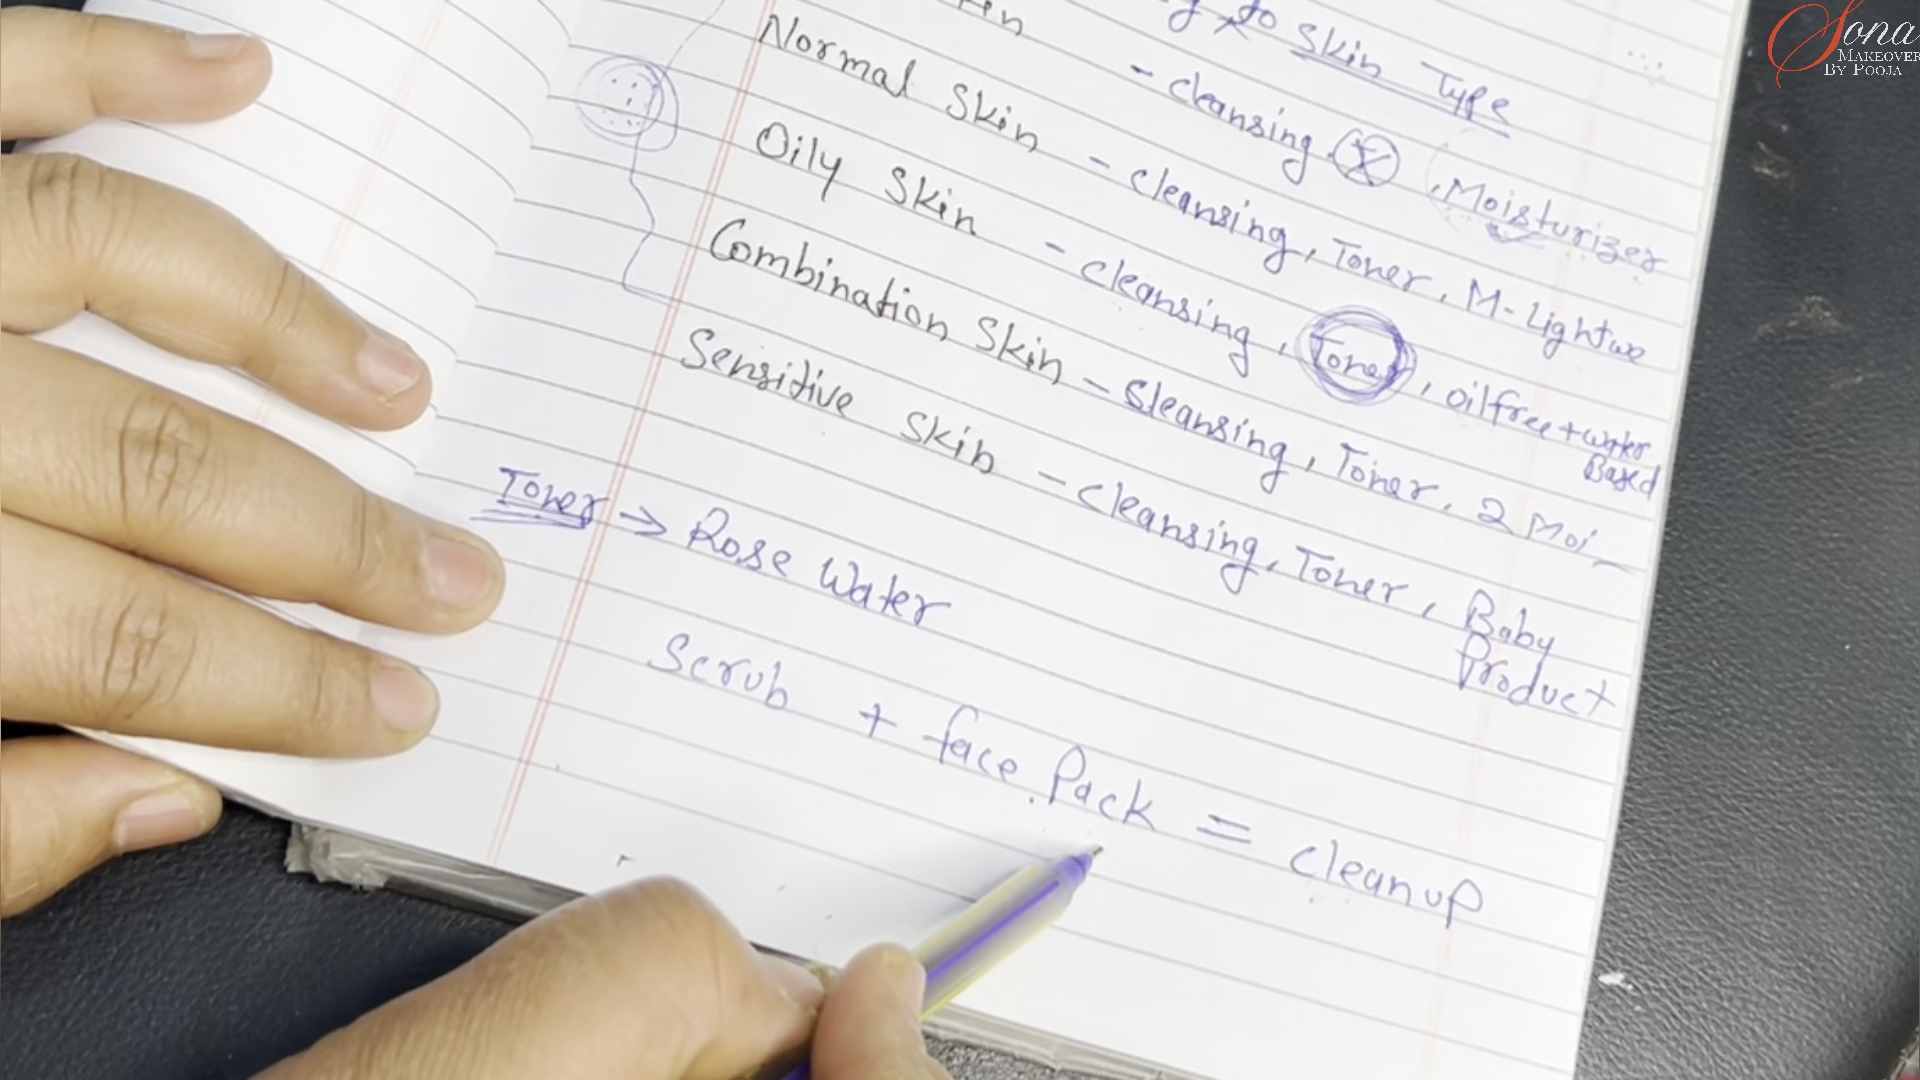 to Skin Type
- cleansing X, Moisturizer
Normal Skin - cleansing, Toner, M-Lightwe
Oily Skin - cleansing, Toner, oilfree + water Based
Combination Skin - Sleansing, Toner, 2 Moi
Sensitive Skin - cleansing, Toner, Baby Product
Toner → Rose Water
Scrub + face Pack = cleanup
Sona
MAKEOVER
BY POOJA